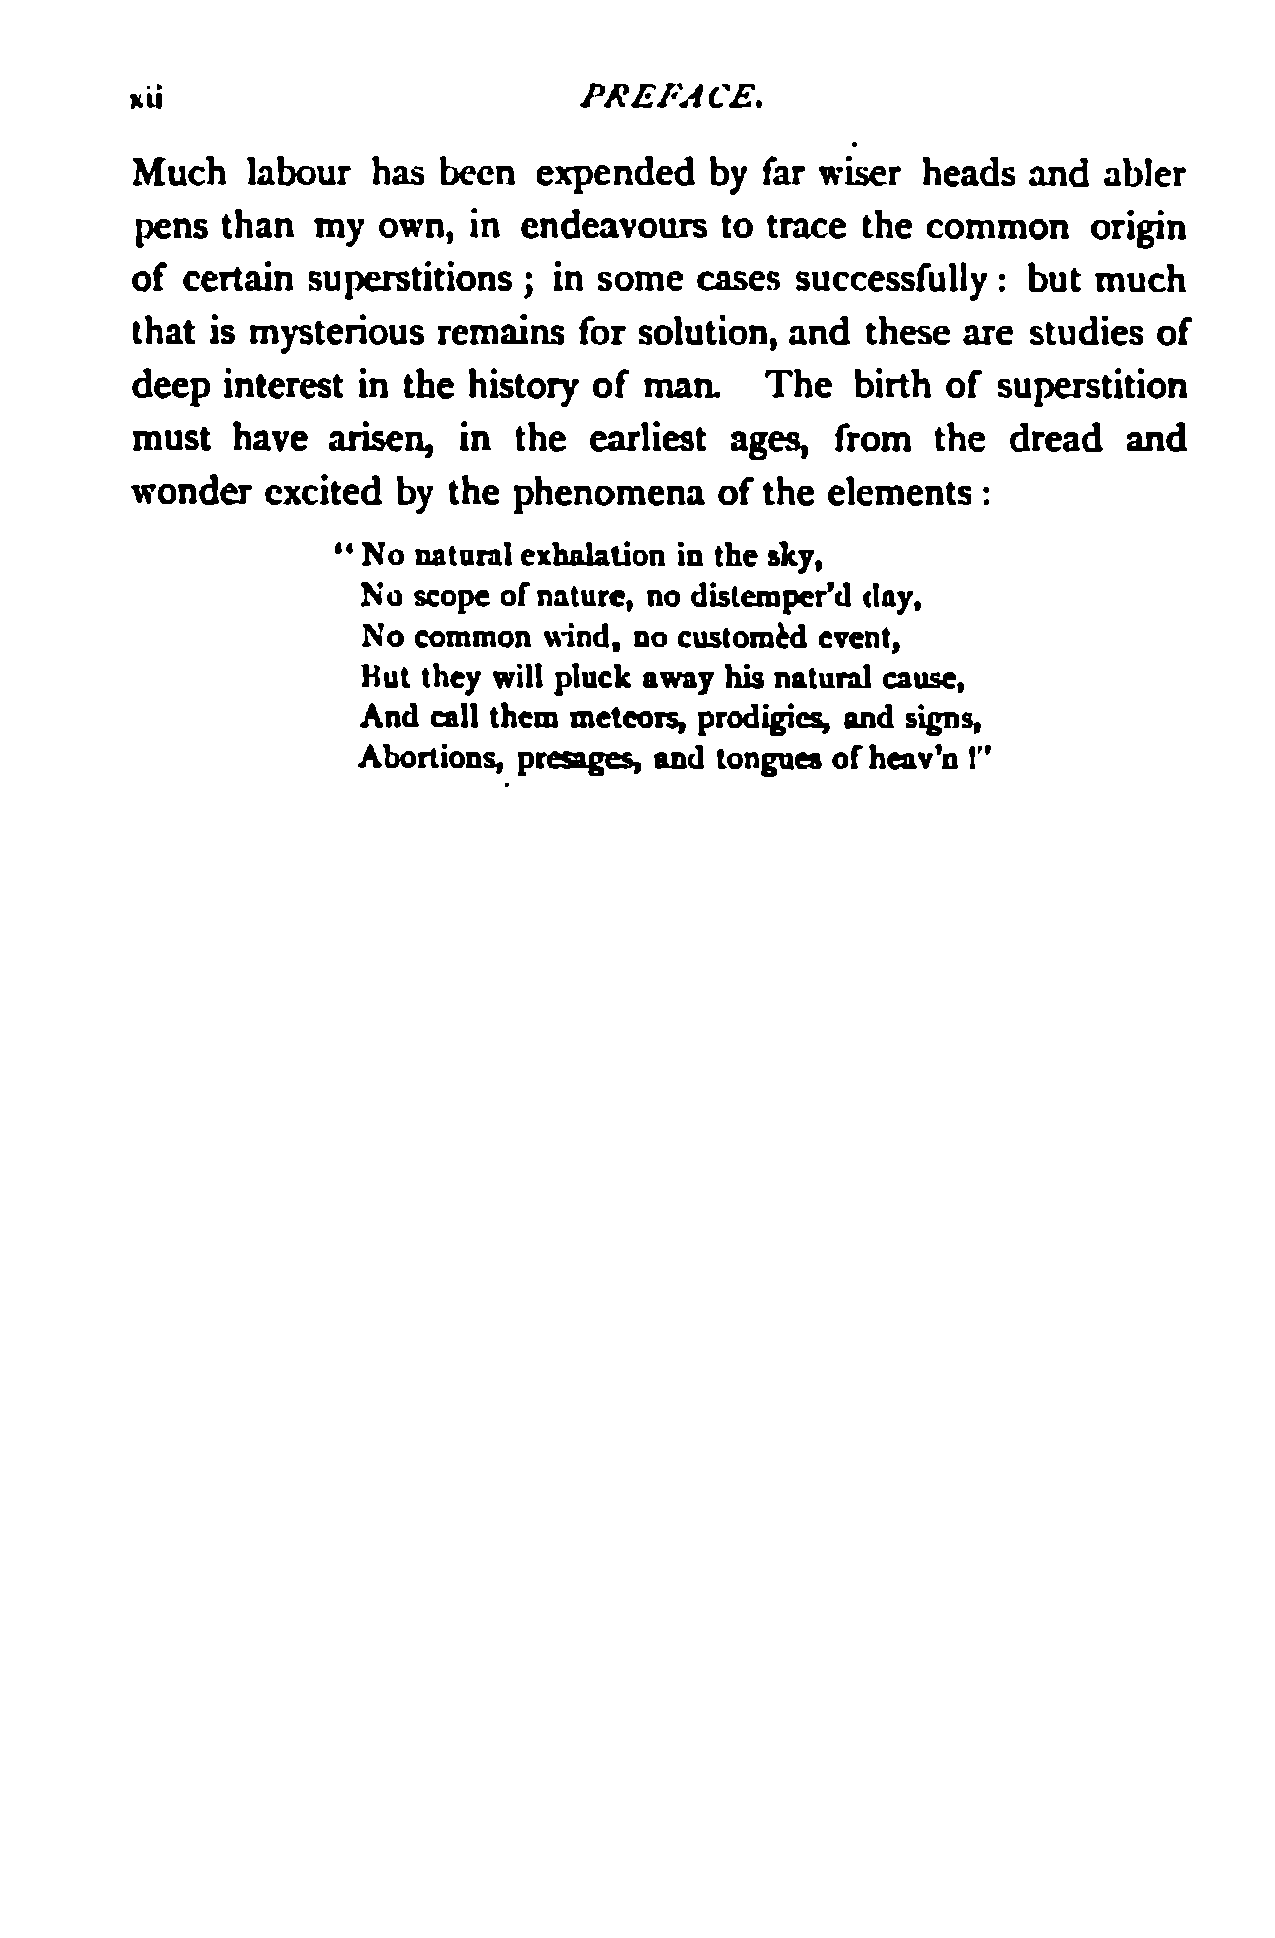 xii PREFACE.
Much labour has been expended by far wiser heads and abler
pens than my own, in endeavours to trace the common origin
of certain superstitions ; in some cases successfully : but much
that is mysterious remains for solution, and these are studies of
deep interest in the history of man. The birth of superstition
must have arisen, in the earliest ages, from the dread and
wonder excited by the phenomena of the elements :
“ No natural exhalation in the sky,
No scope of nature, no distemper’d day,
No common wind, no customèd event,
But they will pluck away his natural cause,
And call them meteors, prodigies, and signs,
Abortions, presages, and tongues of heav’n !”